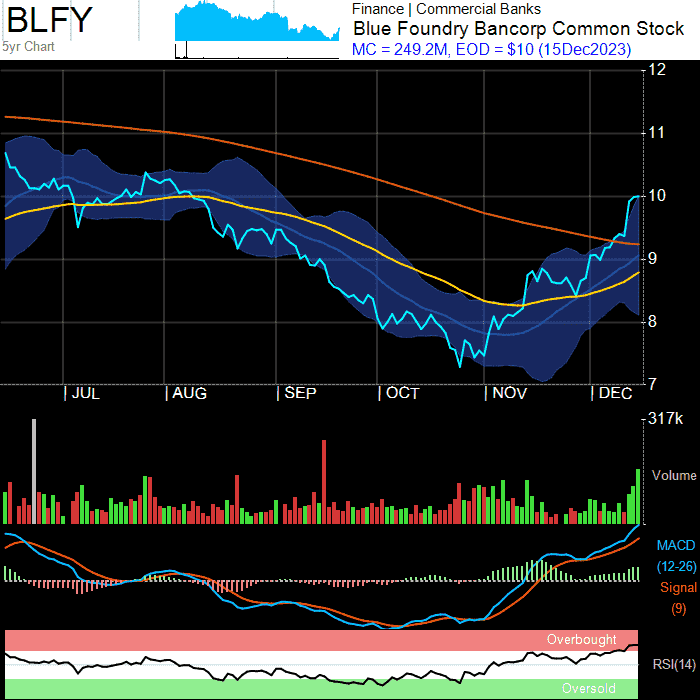 BLFY
5yr Chart
Finance | Commercial Banks
Blue Foundry Bancorp Common Stock
MC = 249.2M, EOD = $10 (15Dec2023)
12
11
10
9
8
7
| JUL | AUG | SEP | OCT | NOV | DEC
317k
Volume
MACD
(12-26)
Signal
(9)
Overbought
RSI(14)
Oversold